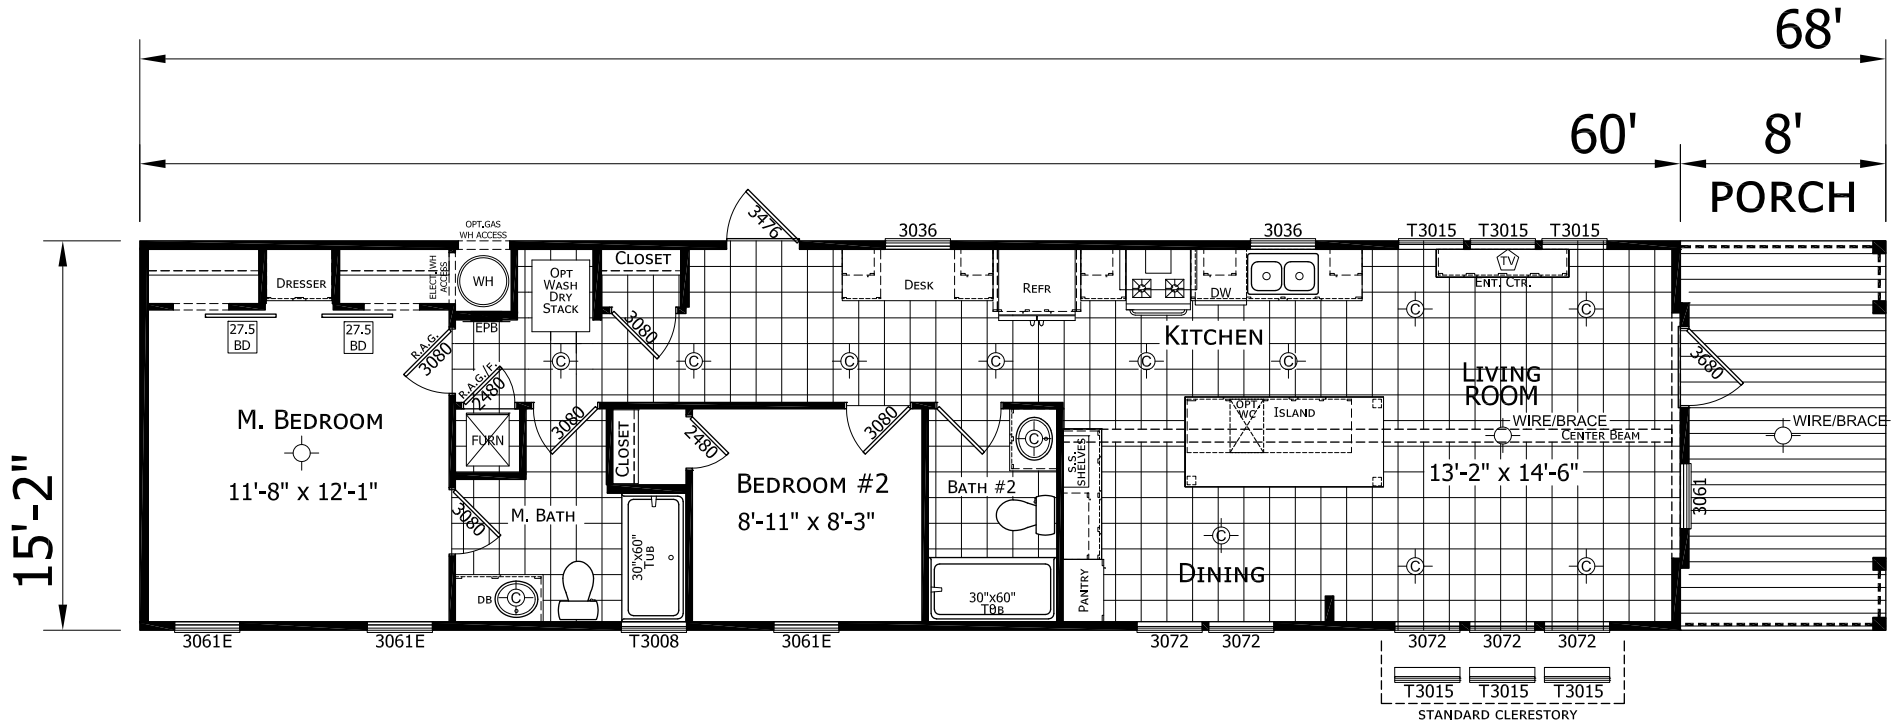 68'
60'
8'
PORCH
15'-2"
OPT.GAS
WH ACCESS
3476
3036
3036
T3015
T3015
T3015
DRESSER
ELECT.WH
ACCESS
WH
OPT
WASH
DRY
STACK
CLOSET
DESK
REFR
DW
TV
ENT. CTR.
27.5
BD
27.5
BD
EPB
R.A.G.
3080
3080
R.A.G./F.
2480
C
C
C
C
C
C
C
C
KITCHEN
LIVING
ROOM
3680
M. BEDROOM
11'-8" x 12'-1"
FURN
3080
CLOSET
2480
3080
BEDROOM #2
8'-11" x 8'-3"
C
BATH #2
S.S.
SHELVES
OPT
WC
ISLAND
WIRE/BRACE
CENTER BEAM
WIRE/BRACE
13'-2" x 14'-6"
3061
3080
M. BATH
30"x60"
TUB
DB
C
30"x60"
TUB
PANTRY
C
DINING
C
C
3061E
3061E
T3008
3061E
3072
3072
3072
3072
3072
T3015
T3015
T3015
STANDARD CLERESTORY